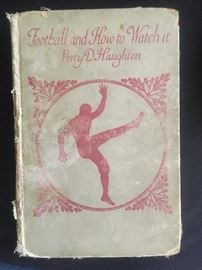 Football, and How to Watch it
Percy D. Haughton